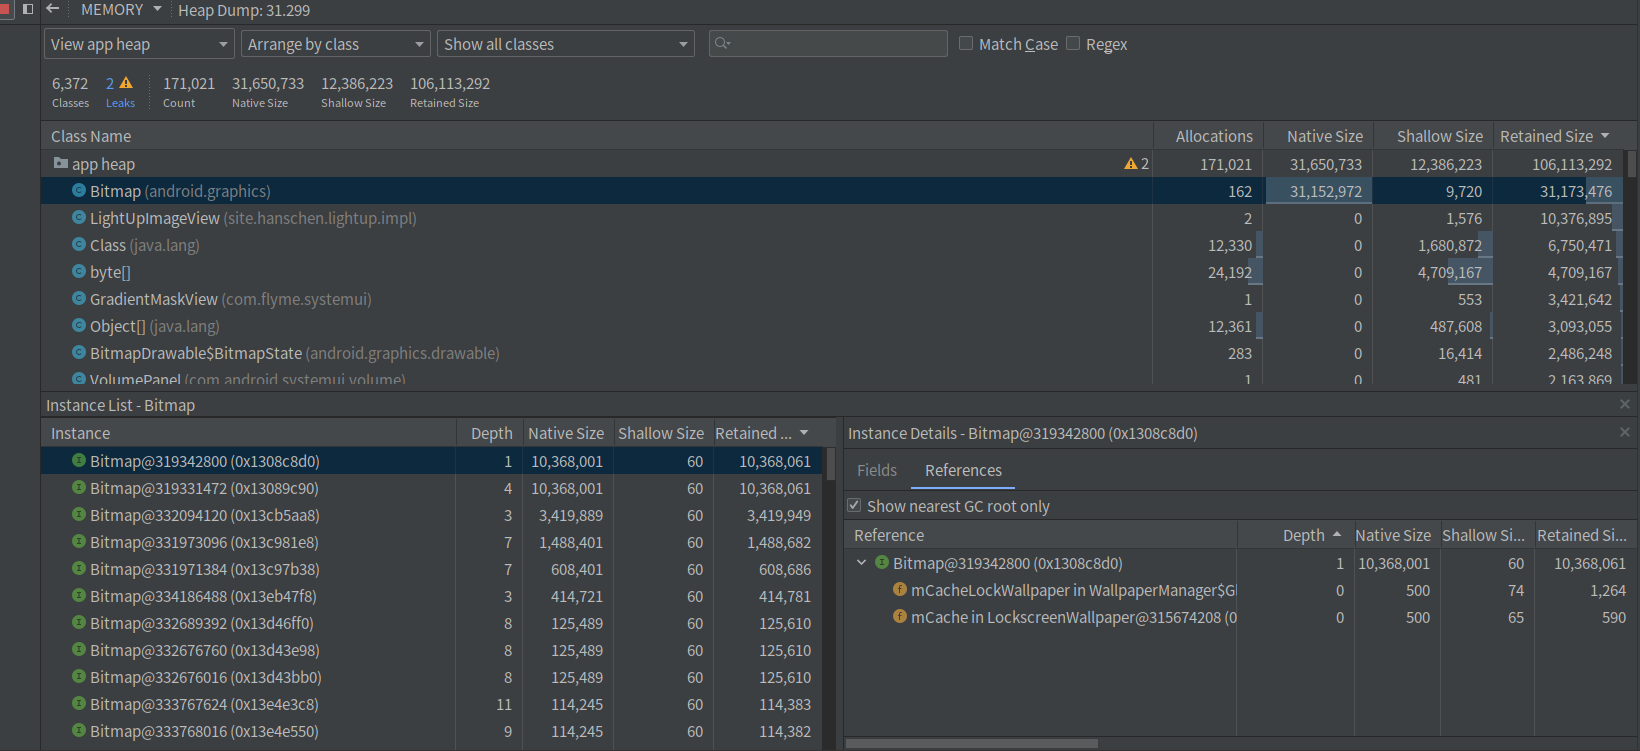 MEMORY Heap Dump: 31.299
View app heap Arrange by class Show all classes Match Case Regex
6,372 2 171,021 31,650,733 12,386,223 106,113,292
Classes Leaks Count Native Size Shallow Size Retained Size
Class Name Allocations Native Size Shallow Size Retained Size
app heap 2 171,021 31,650,733 12,386,223 106,113,292
C Bitmap (android.graphics) 162 31,152,972 9,720 31,173,476
C LightUpImageView (site.hanschen.lightup.impl) 2 0 1,576 10,376,895
C Class (java.lang) 12,330 0 1,680,872 6,750,471
C byte[] 24,192 0 4,709,167 4,709,167
C GradientMaskView (com.flyme.systemui) 1 0 553 3,421,642
C Object[] (java.lang) 12,361 0 487,608 3,093,055
C BitmapDrawable$BitmapState (android.graphics.drawable) 283 0 16,414 2,486,248
C VolumePanel (com.android.systemui.volume) 1 0 481 2,163,869
Instance List - Bitmap
Instance Depth Native Size Shallow Size Retained ...
I Bitmap@319342800 (0x1308c8d0) 1 10,368,001 60 10,368,061
I Bitmap@319331472 (0x13089c90) 4 10,368,001 60 10,368,061
I Bitmap@332094120 (0x13cb5aa8) 3 3,419,889 60 3,419,949
I Bitmap@331973096 (0x13c981e8) 7 1,488,401 60 1,488,682
I Bitmap@331971384 (0x13c97b38) 7 608,401 60 608,686
I Bitmap@334186488 (0x13eb47f8) 3 414,721 60 414,781
I Bitmap@332689392 (0x13d46ff0) 8 125,489 60 125,610
I Bitmap@332676760 (0x13d43e98) 8 125,489 60 125,610
I Bitmap@332676016 (0x13d43bb0) 8 125,489 60 125,610
I Bitmap@333767624 (0x13e4e3c8) 11 114,245 60 114,383
I Bitmap@333768016 (0x13e4e550) 9 114,245 60 114,382
Instance Details - Bitmap@319342800 (0x1308c8d0)
Fields References
Show nearest GC root only
Reference Depth Native Size Shallow Si... Retained Si...
I Bitmap@319342800 (0x1308c8d0) 1 10,368,001 60 10,368,061
f mCacheLockWallpaper in WallpaperManager$Gl 0 500 74 1,264
f mCache in LockscreenWallpaper@315674208 (0 0 500 65 590